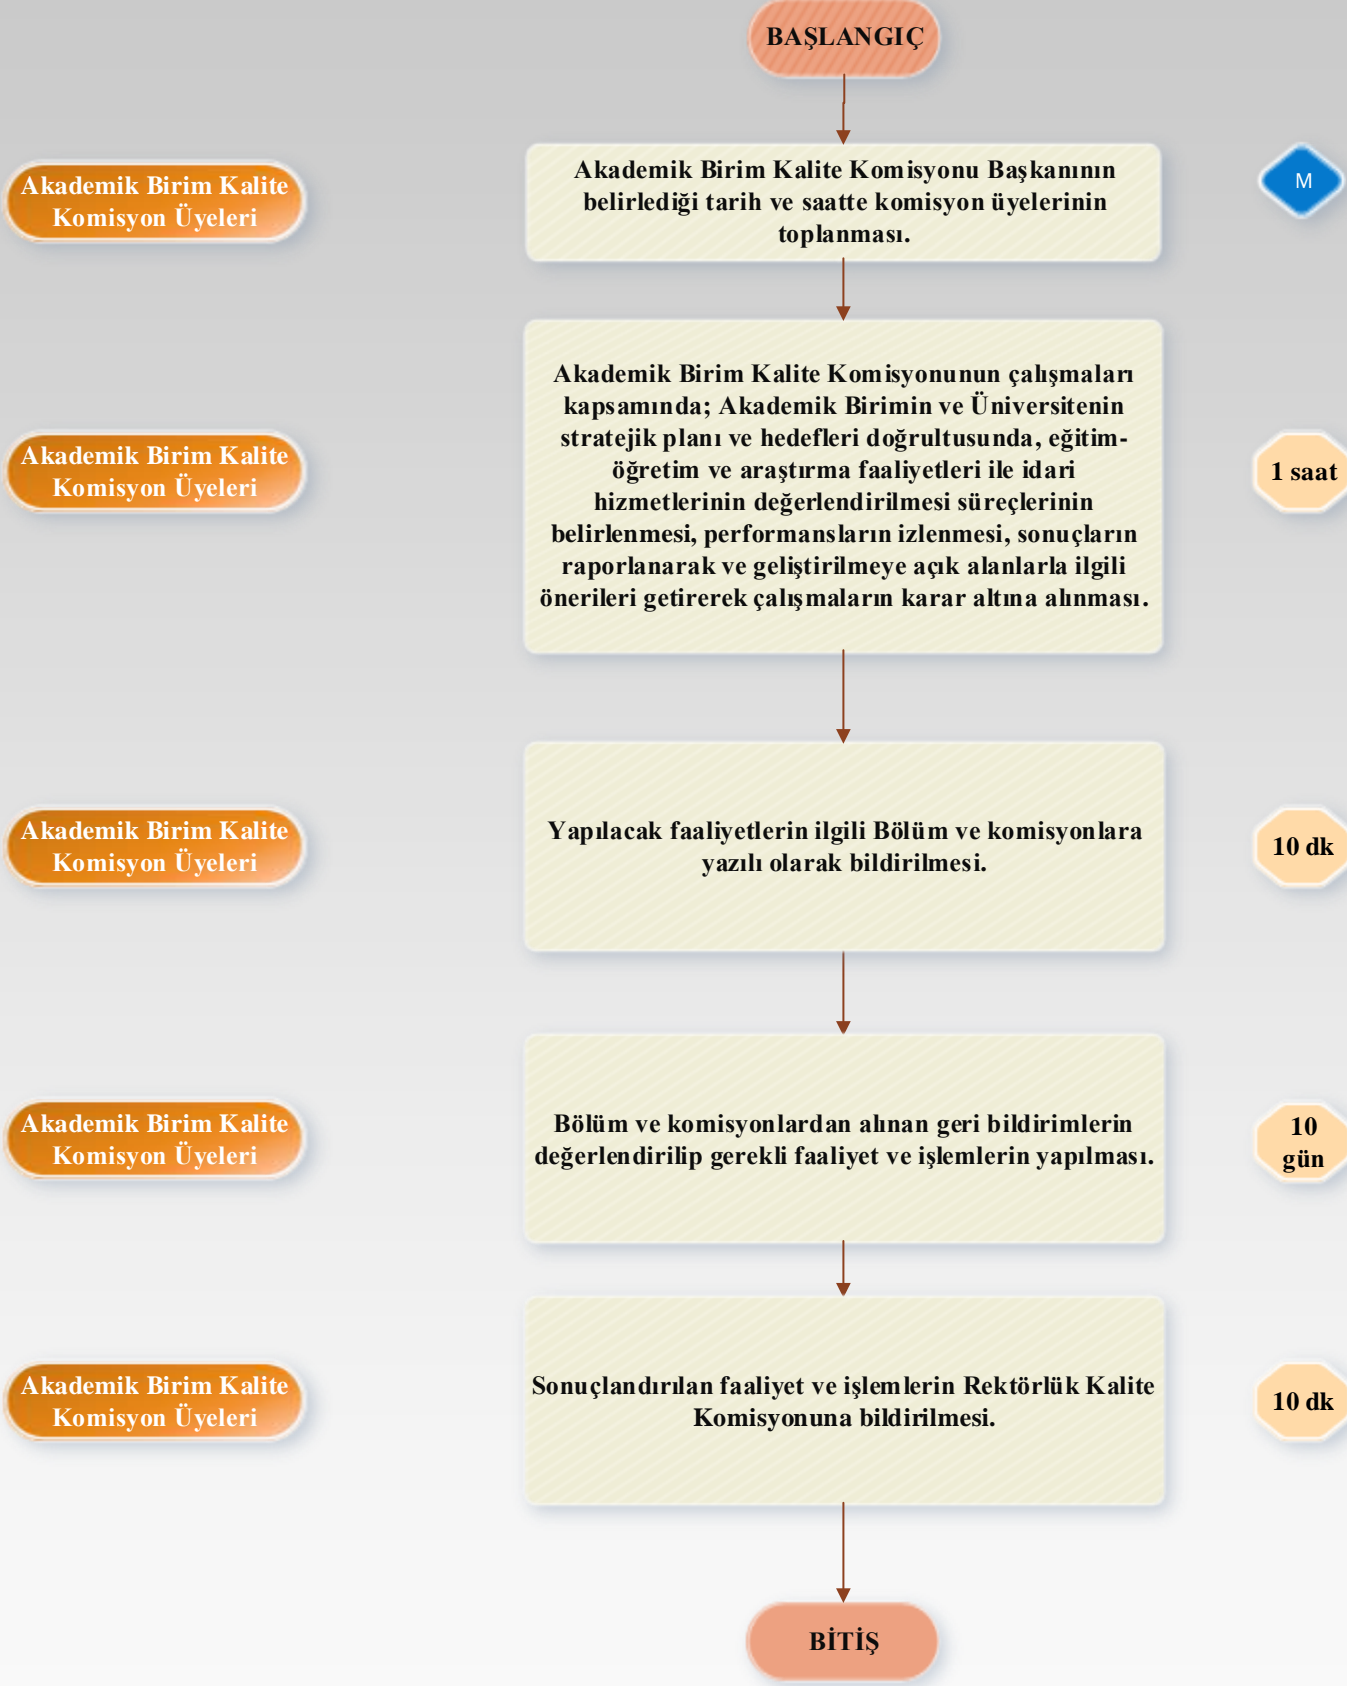 BAŞLANGIÇ
Akademik Birim Kalite
Komisyon Üyeleri
Akademik Birim Kalite Komisyonu Başkanının
belirlediği tarih ve saatte komisyon üyelerinin
toplanması.
M
Akademik Birim Kalite
Komisyon Üyeleri
Akademik Birim Kalite Komisyonunun çalışmaları
kapsamında; Akademik Birimin ve Üniversitenin
stratejik planı ve hedefleri doğrultusunda, eğitim-
öğretim ve araştırma faaliyetleri ile idari
hizmetlerinin değerlendirilmesi süreçlerinin
belirlenmesi, performansların izlenmesi, sonuçların
raporlanarak ve geliştirilmeye açık alanlarla ilgili
önerileri getirerek çalışmaların karar altına alınması.
1 saat
Akademik Birim Kalite
Komisyon Üyeleri
Yapılacak faaliyetlerin ilgili Bölüm ve komisyonlara
yazılı olarak bildirilmesi.
10 dk
Akademik Birim Kalite
Komisyon Üyeleri
Bölüm ve komisyonlardan alınan geri bildirimlerin
değerlendirilip gerekli faaliyet ve işlemlerin yapılması.
10
gün
Akademik Birim Kalite
Komisyon Üyeleri
Sonuçlandırılan faaliyet ve işlemlerin Rektörlük Kalite
Komisyonuna bildirilmesi.
10 dk
BİTİŞ